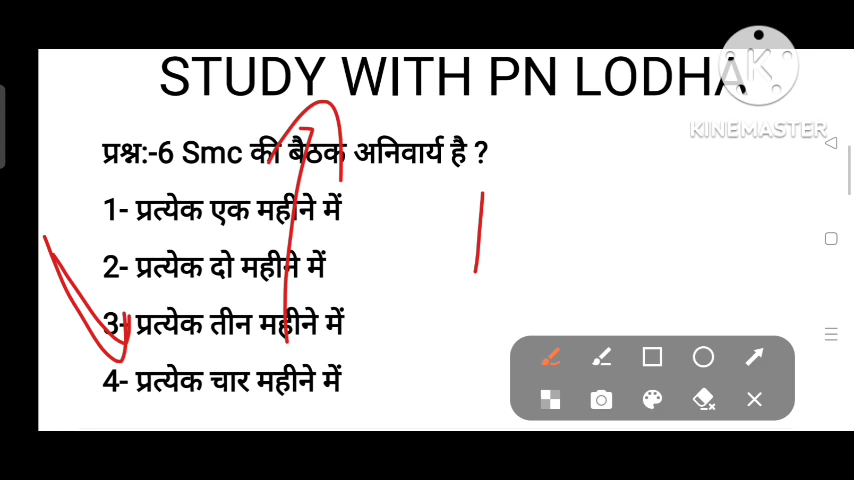 STUDY WITH PN LODHA
KINEMASTER
प्रश्न:-6 Smc की बैठक अनिवार्य है ?
1- प्रत्येक एक महीने में
2- प्रत्येक दो महीने में
3- प्रत्येक तीन महीने में
4- प्रत्येक चार महीने में